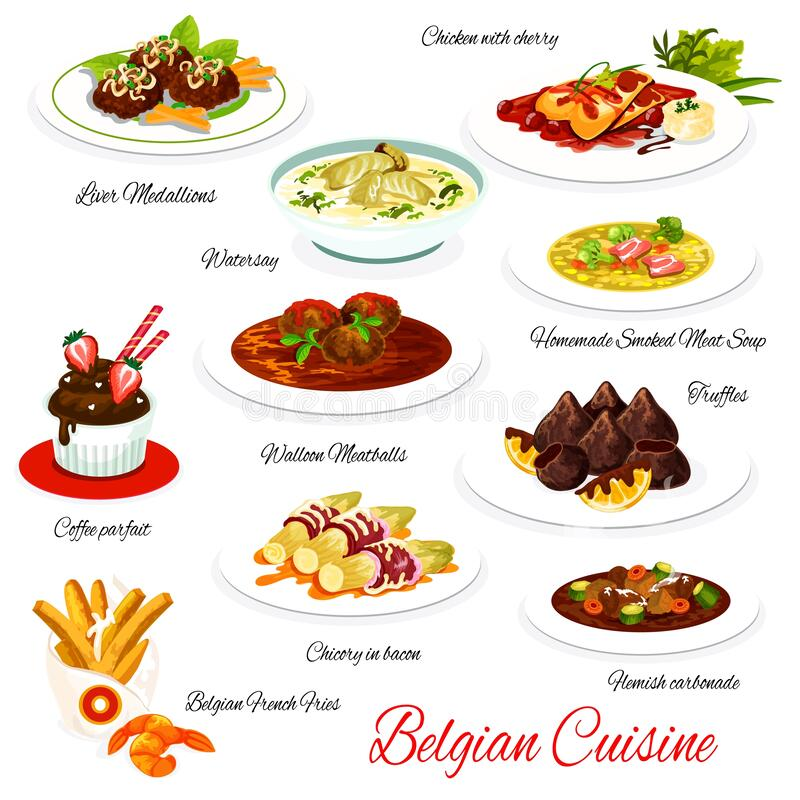 Chicken with cherry
Liver Medallions
Watersay
Homemade Smoked Meat Soup
Truffles
dreamstime
Walloon Meatballs
Coffee parfait
Chicory in bacon
Flemish carbonade
Belgian French Fries
Belgian Cuisine